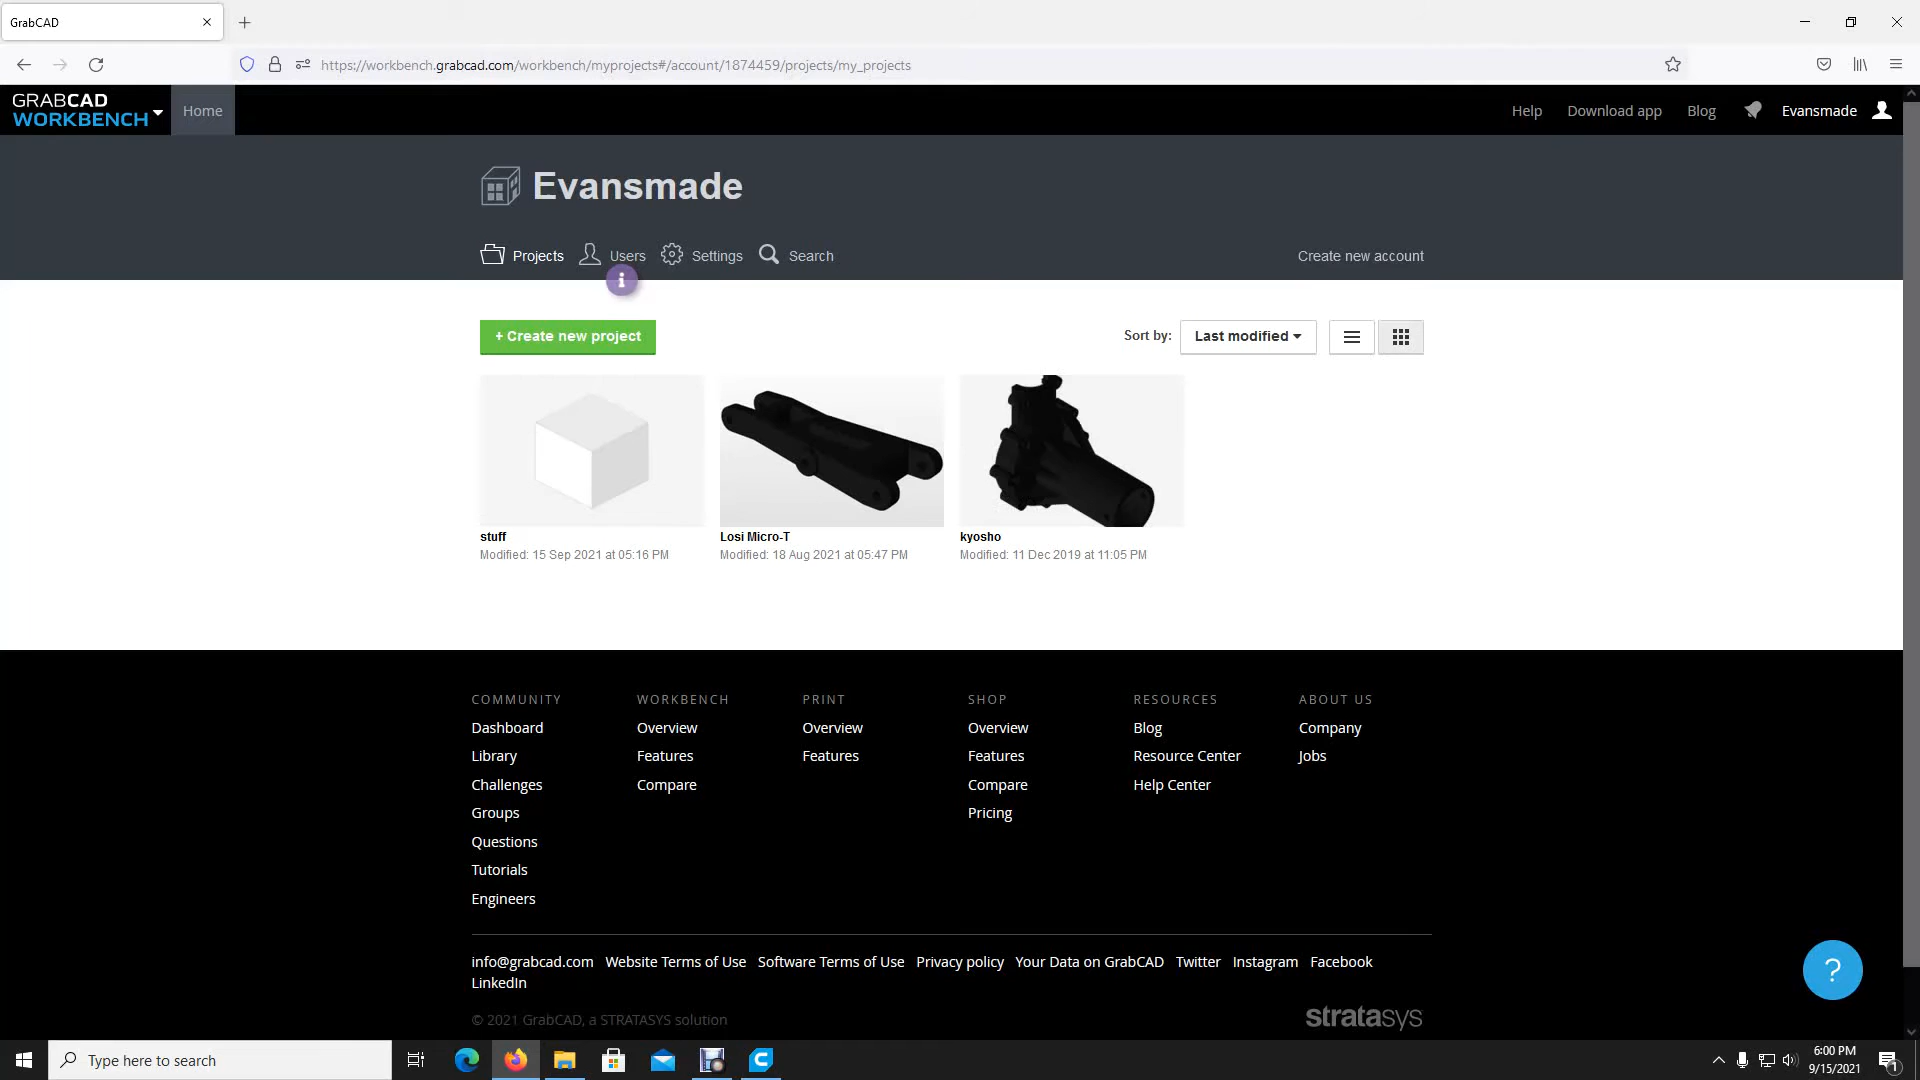 GrabCAD
https://workbench.grabcad.com/workbench/myprojects#/account/1874459/projects/my_projects
GRABCAD
WORKBENCH
Home
Help
Download app
Blog
Evansmade
Evansmade
Projects
Users
Settings
Search
Create new account
i
+ Create new project
Sort by:
Last modified
stuff
Modified: 15 Sep 2021 at 05:16 PM
Losi Micro-T
Modified: 18 Aug 2021 at 05:47 PM
kyosho
Modified: 11 Dec 2019 at 11:05 PM
COMMUNITY
Dashboard
Library
Challenges
Groups
Questions
Tutorials
Engineers
WORKBENCH
Overview
Features
Compare
PRINT
Overview
Features
SHOP
Overview
Features
Compare
Pricing
RESOURCES
Blog
Resource Center
Help Center
ABOUT US
Company
Jobs
info@grabcad.com Website Terms of Use Software Terms of Use Privacy policy Your Data on GrabCAD Twitter Instagram Facebook
LinkedIn
© 2021 GrabCAD, a STRATASYS solution
stratasys
?
Type here to search
6:00 PM
9/15/2021
1